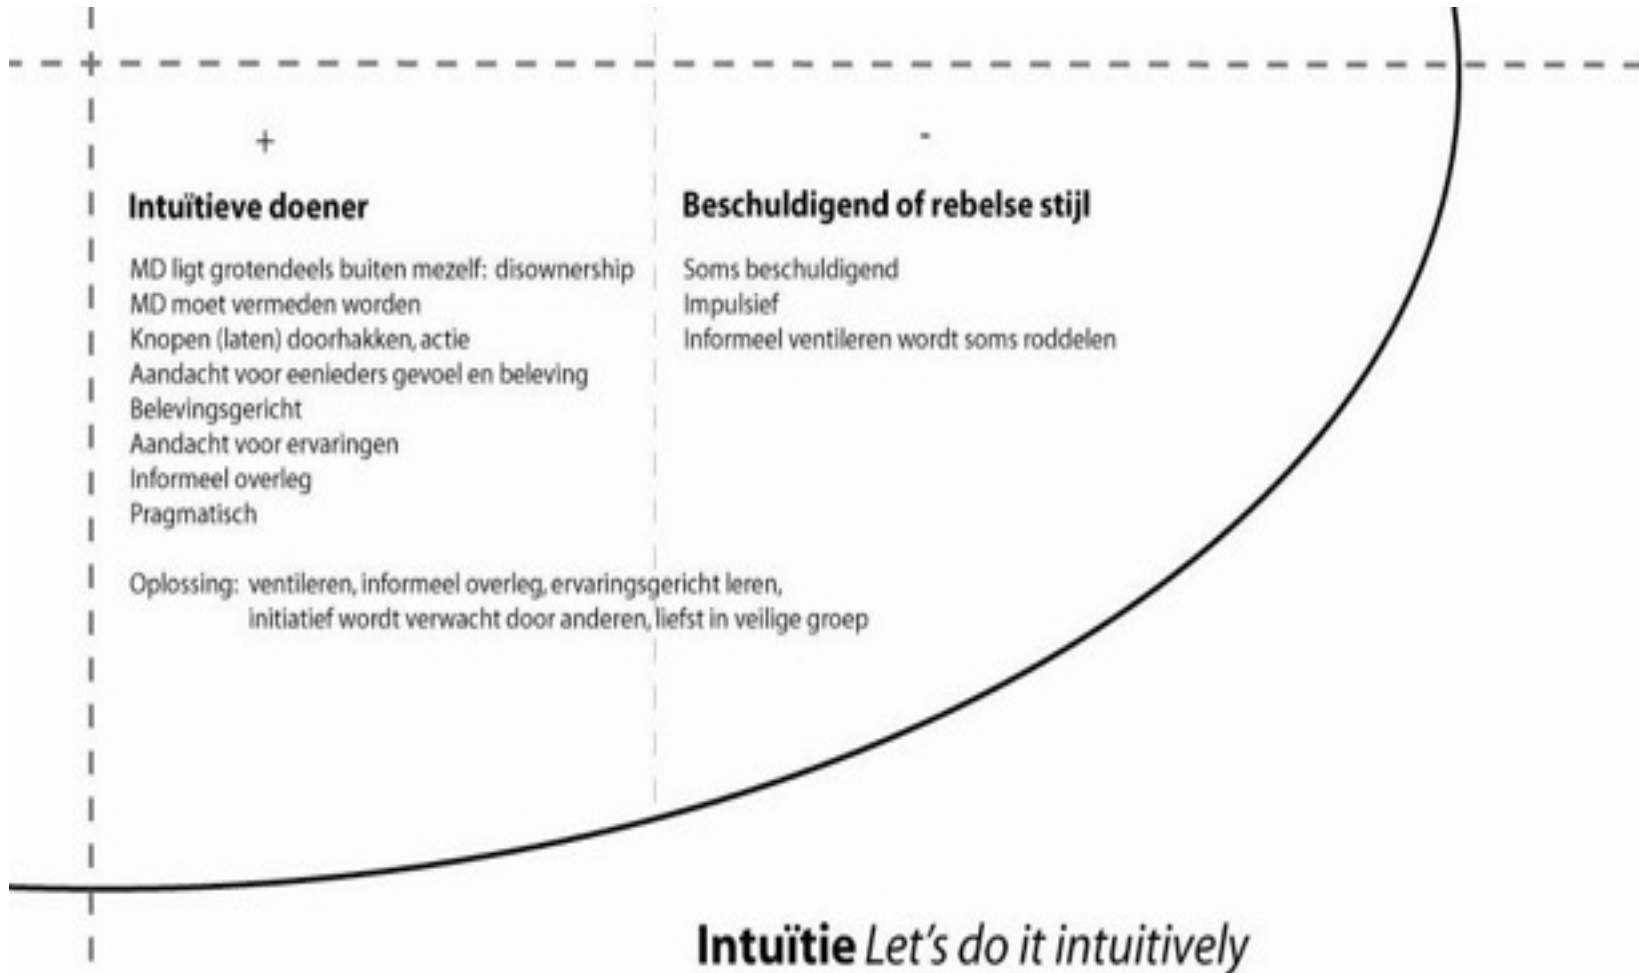 +
Intuïtieve doener
MD ligt grotendeels buiten mezelf: disownership
MD moet vermeden worden
Knopen (laten) doorhakken, actie
Aandacht voor eenieders gevoel en beleving
Belevingsgericht
Aandacht voor ervaringen
Informeel overleg
Pragmatisch
Oplossing: ventileren, informeel overleg, ervaringsgericht leren,
initiatief wordt verwacht door anderen, liefst in veilige groep
-
Beschuldigend of rebelse stijl
Soms beschuldigend
Impulsief
Informeel ventileren wordt soms roddelen
Intuïtie Let's do it intuitively